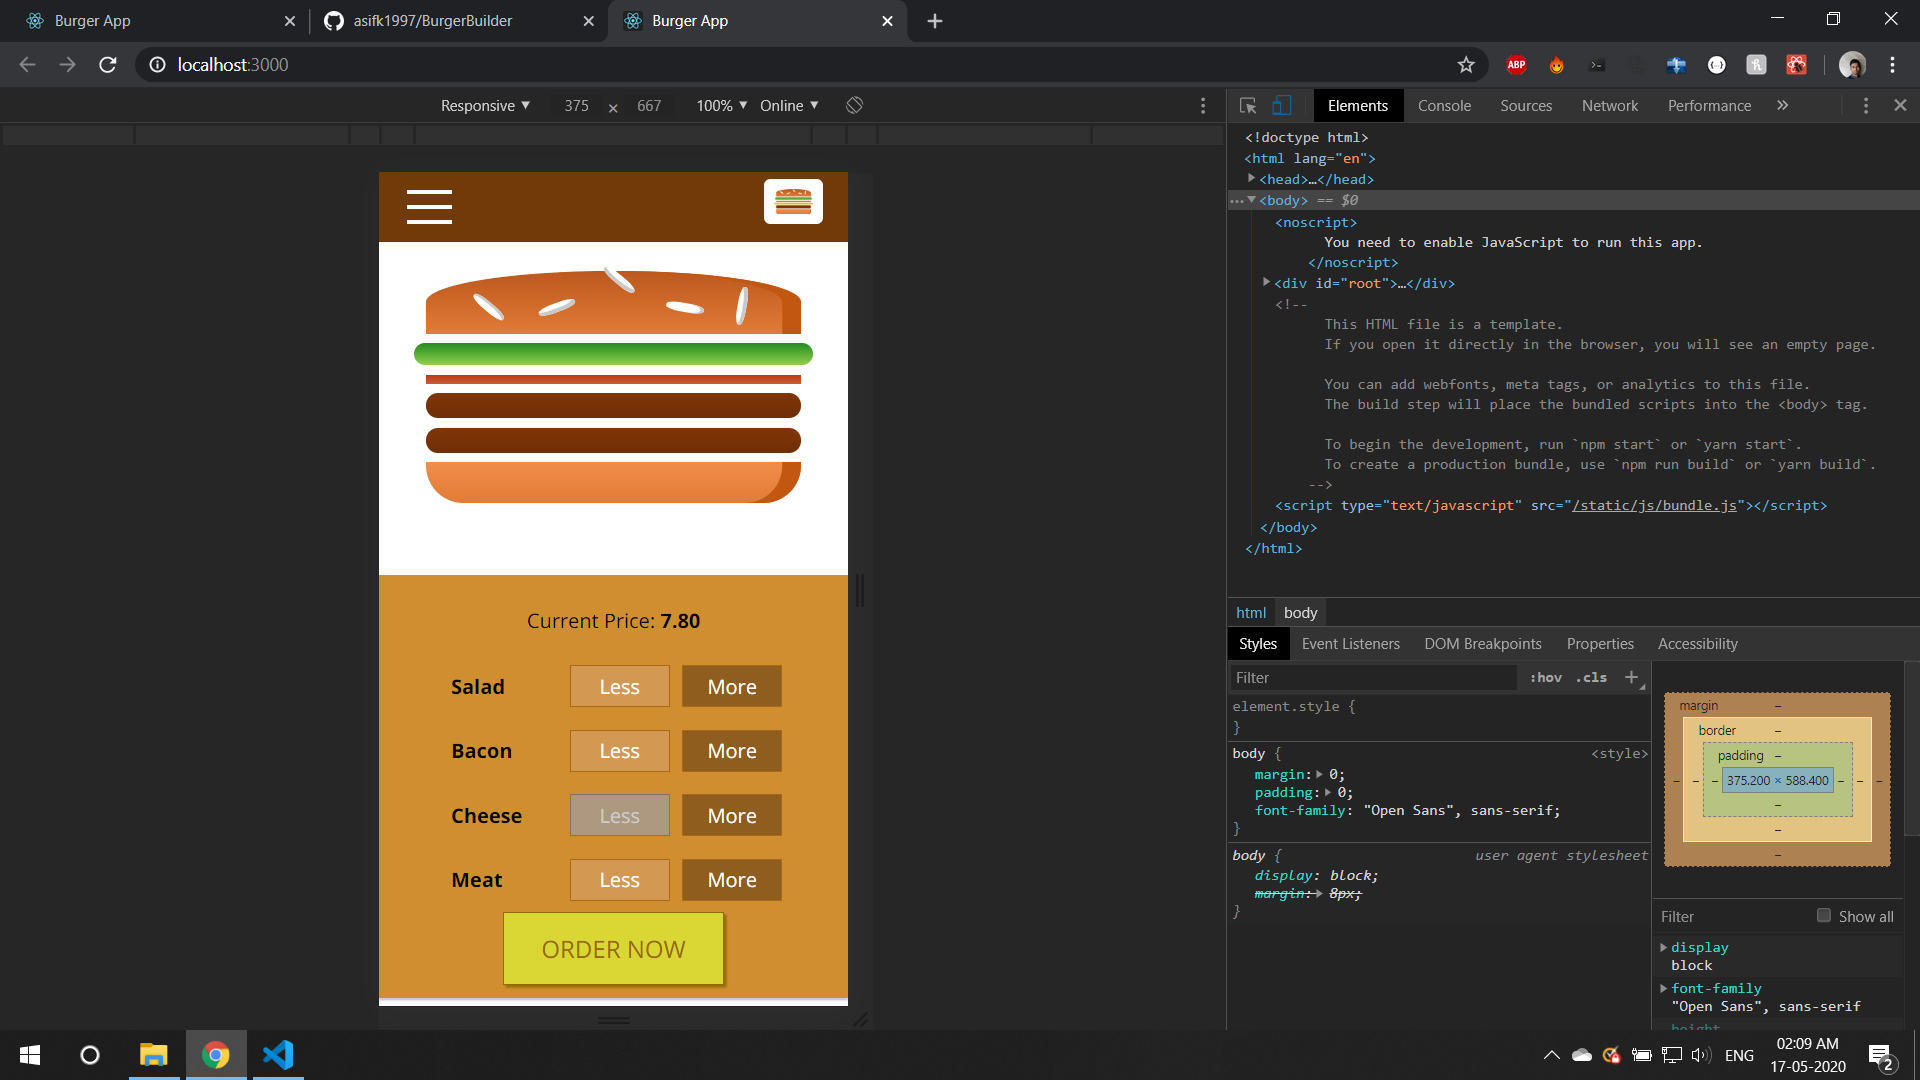 Burger App
asifk1997/BurgerBuilder
Burger App
localhost:3000
ABP
Responsive ▼ 375 × 667 100% ▼ Online ▼
Current Price: 7.80
Salad Less More
Bacon Less More
Cheese Less More
Meat Less More
ORDER NOW
Elements Console Sources Network Performance »
<!doctype html>
<html lang="en">
<head>…</head>
<body> == $0
<noscript>
You need to enable JavaScript to run this app.
</noscript>
<div id="root">…</div>
<!--
This HTML file is a template.
If you open it directly in the browser, you will see an empty page.
You can add webfonts, meta tags, or analytics to this file.
The build step will place the bundled scripts into the <body> tag.
To begin the development, run `npm start` or `yarn start`.
To create a production bundle, use `npm run build` or `yarn build`.
-->
<script type="text/javascript" src="/static/js/bundle.js"></script>
</body>
</html>
html body
Styles Event Listeners DOM Breakpoints Properties Accessibility
Filter :hov .cls +
element.style {
}
body { <style>
margin: 0;
padding: 0;
font-family: "Open Sans", sans-serif;
}
body { user agent stylesheet
display: block;
margin: 8px;
}
margin –
border –
padding –
– – – 375.200 × 588.400 – – –
–
–
–
Filter Show all
display
block
font-family
"Open Sans", sans-serif
height
ENG
02:09 AM
17-05-2020
2